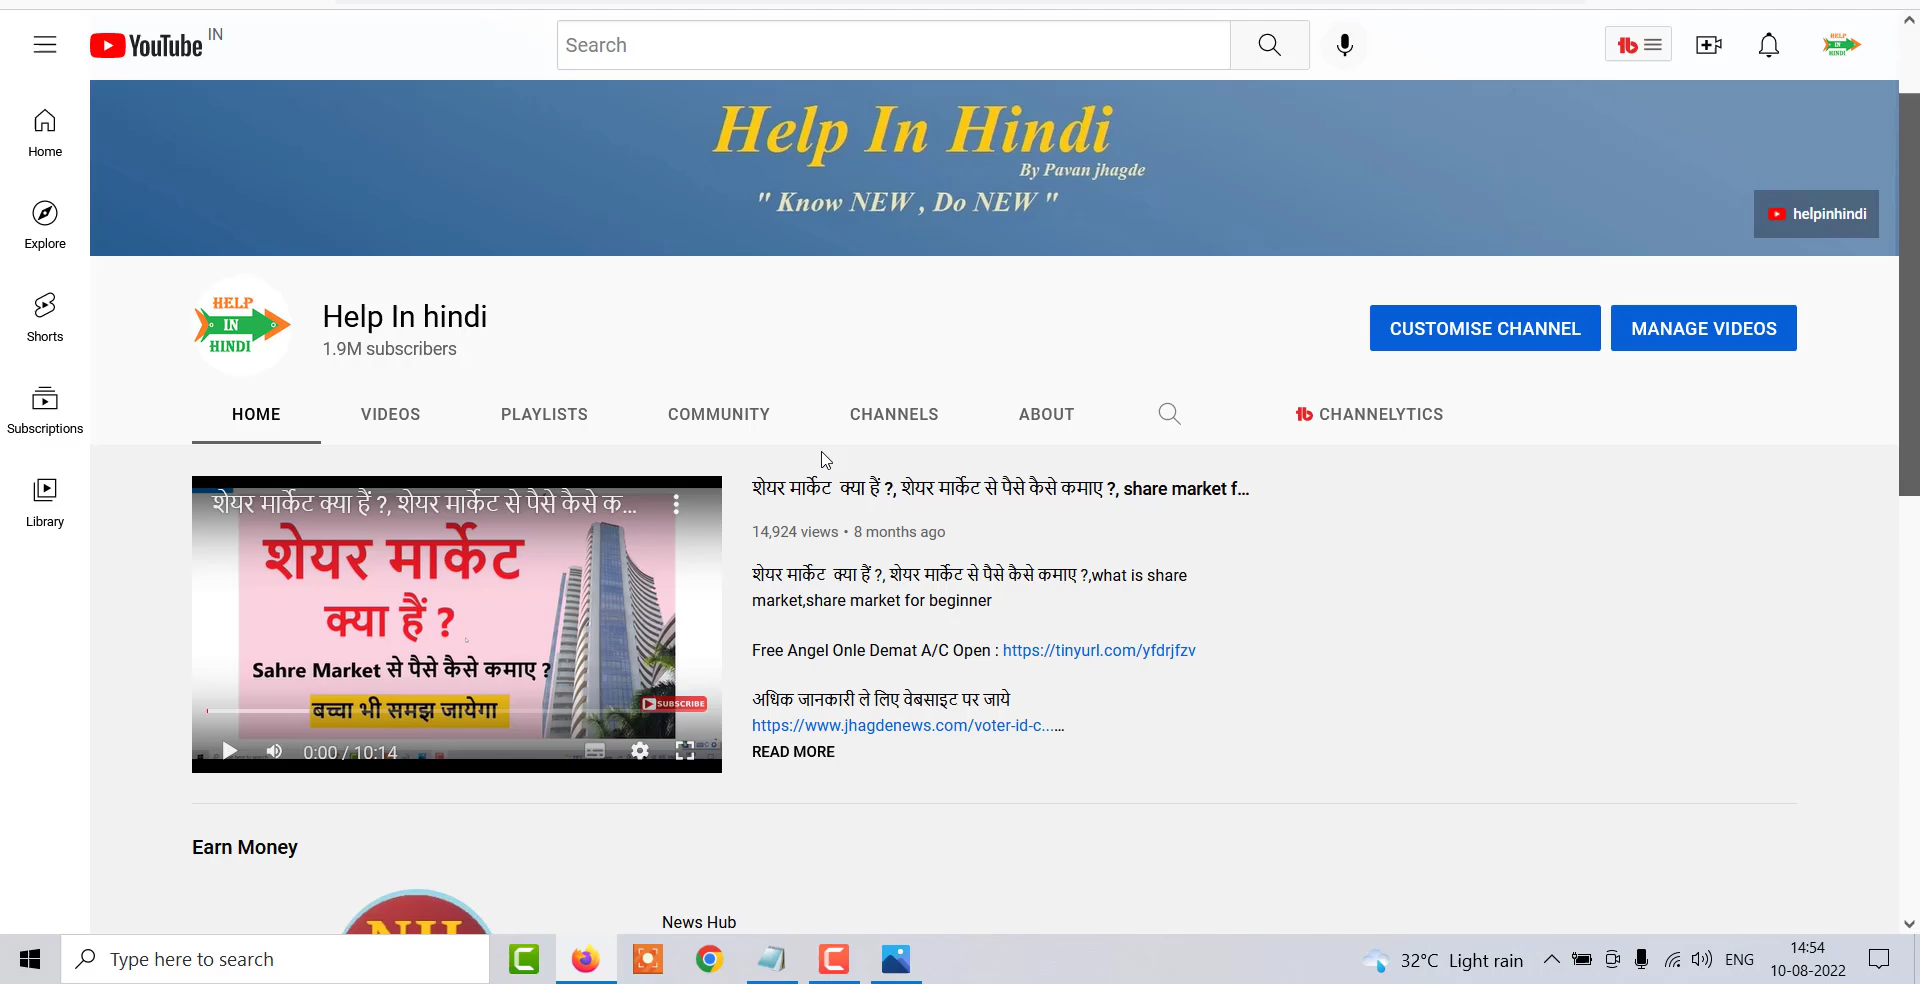 YouTube IN
Search
Home
Explore
Shorts
Subscriptions
Library
Help In Hindi
By Pavan jhagde
" Know NEW , Do NEW "
helpinhindi
HELP
IN
HINDI
Help In hindi
1.9M subscribers
CUSTOMISE CHANNEL
MANAGE VIDEOS
HOME VIDEOS PLAYLISTS COMMUNITY CHANNELS ABOUT CHANNELYTICS
शेयर मार्केट क्या हैं ?, शेयर मार्केट से पैसे कैसे क...
शेयर मार्केट
क्या हैं ?
Sahre Market से पैसे कैसे कमाए ?
बच्चा भी समझ जायेगा
SUBSCRIBE
0:00 / 10:14
शेयर मार्केट क्या हैं ?, शेयर मार्केट से पैसे कैसे कमाए ?, share market f...
14,924 views • 8 months ago
शेयर मार्केट क्या हैं ?, शेयर मार्केट से पैसे कैसे कमाए ?,what is share
market,share market for beginner
Free Angel Onle Demat A/C Open : https://tinyurl.com/yfdrjfzv
अधिक जानकारी ले लिए वेबसाइट पर जाये
https://www.jhagdenews.com/voter-id-c......
READ MORE
Earn Money
News Hub
Type here to search
32°C Light rain
ENG
14:54
10-08-2022